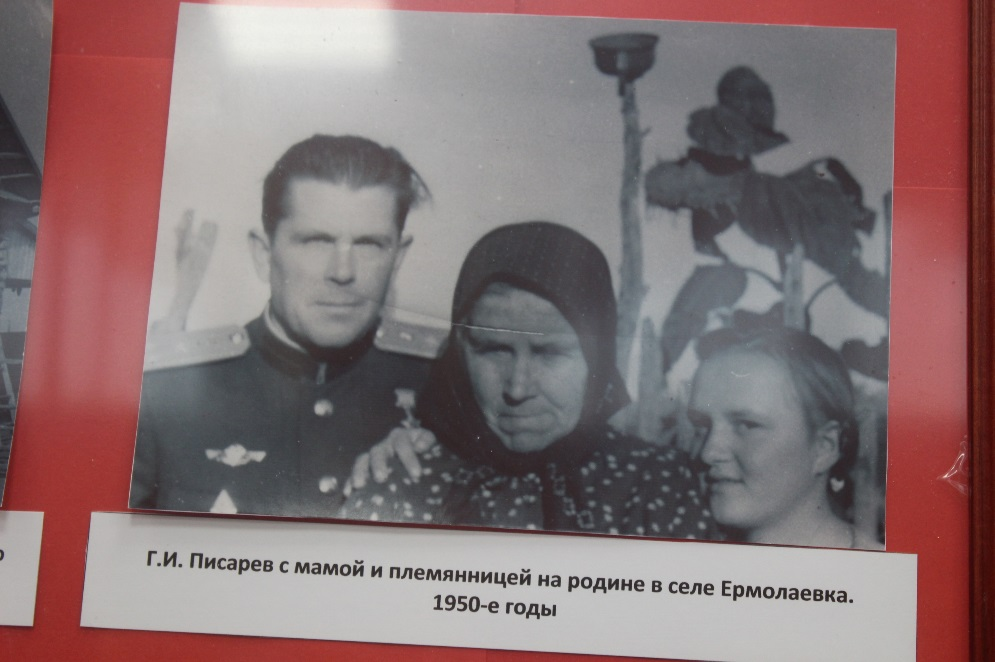 Г.И. Писарев с мамой и племянницей на родине в селе Ермолаевка.
1950-е годы